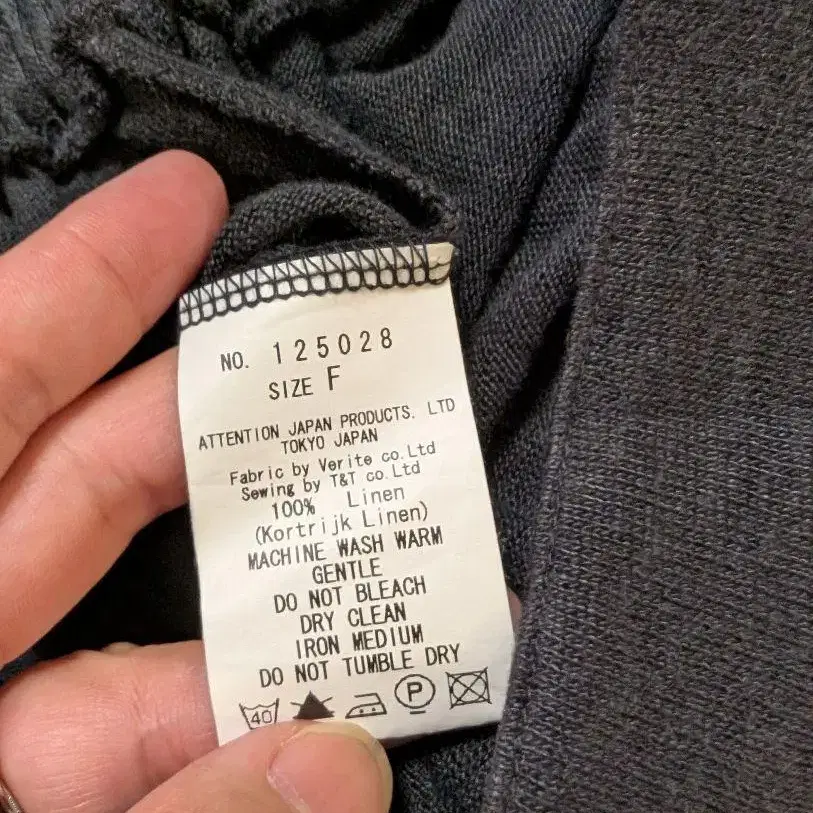 NO. 125028
SIZE F
ATTENTION JAPAN PRODUCTS. LTD
TOKYO JAPAN
Fabric by Verite co.Ltd
Sewing by T&T co.Ltd
100% Linen
(Kortrijk Linen)
MACHINE WASH WARM
GENTLE
DO NOT BLEACH
DRY CLEAN
IRON MEDIUM
DO NOT TUMBLE DRY
40 P